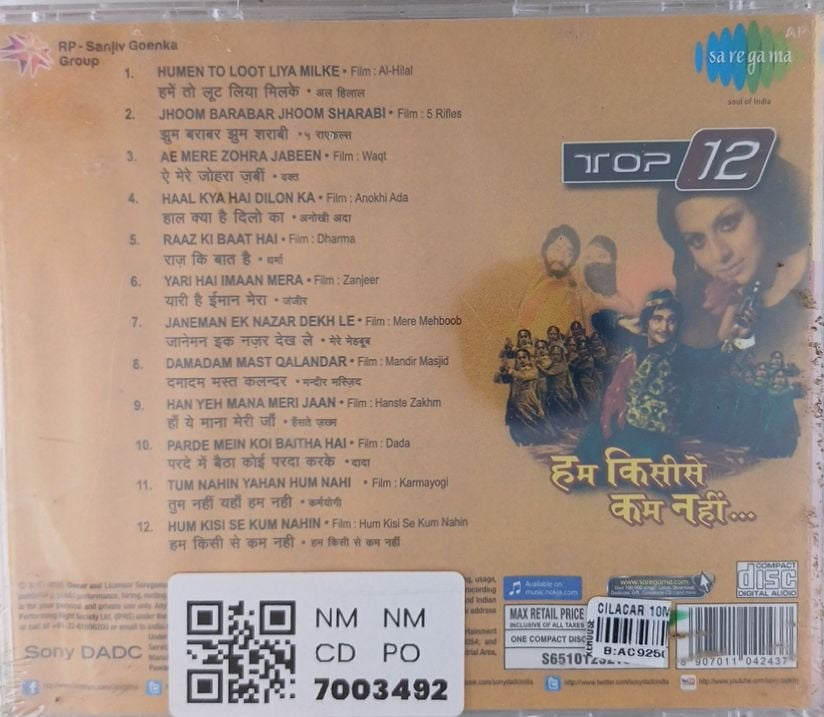 RP - Sanjiv Goenka
Group
saregama
soul of India
TOP 12
1. HUMEN TO LOOT LIYA MILKE • Film : Al-Hilal
हमें तो लूट लिया मिलके • अल हिलाल
2. JHOOM BARABAR JHOOM SHARABI • Film : 5 Rifles
झुम बराबर झुम शराबी • ५ राएफल्स
3. AE MERE ZOHRA JABEEN • Film : Waqt
ऐ मेरे जोहरा ज़बीं • वक्त
4. HAAL KYA HAI DILON KA • Film : Anokhi Ada
हाल क्या है दिलो का • अनोखी अदा
5. RAAZ KI BAAT HAI • Film : Dharma
राज़ कि बात है • धर्मा
6. YARI HAI IMAAN MERA • Film : Zanjeer
यारी है ईमान मेरा • जंजीर
7. JANEMAN EK NAZAR DEKH LE • Film : Mere Mehboob
जानेमन इक नज़र देख ले • मेरे मेहबूब
8. DAMADAM MAST QALANDAR • Film : Mandir Masjid
दमादम मस्त कलन्दर • मन्दीर मस्ज़िद
9. HAN YEH MANA MERI JAAN • Film : Hanste Zakhm
हाँ ये माना मेरी जाँ • हँसते ज़ख्म
10. PARDE MEIN KOI BAITHA HAI • Film : Dada
परदे में बैठा कोई परदा करके • दादा
11. TUM NAHIN YAHAN HUM NAHI • Film : Karmayogi
तुम नहीं यहाँ हम नही • कर्मयोगी
12. HUM KISI SE KUM NAHIN • Film : Hum Kisi Se Kum Nahin
हम किसी से कम नही • हम किसी से कम नहीं
हम किसीसे
कम नहीं...
Available on
music.nokia.com
www.saregama.com
COMPACT
disc
DIGITAL AUDIO
MAX RETAIL PRICE
INCLUSIVE OF ALL TAXES
ONE COMPACT DISC
CILACAR 10M
B:AC925
8 907011 042437
Sony DADC
NM NM
CD PO
7003492